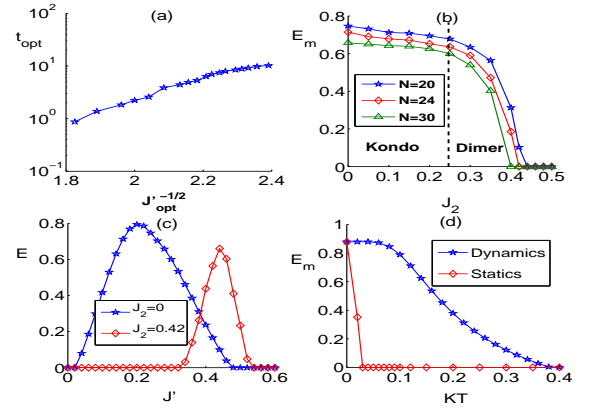 (a)
t_opt
10^1
10^0
10^-1
1.8 2 2.2 2.4
J'_opt^-1/2
(b)
E_m
0.8
0.6
0.4
0.2
0
N=20
N=24
N=30
Kondo Dimer
0.0 0.1 0.2 0.3 0.4 0.5
J_2
(c)
E
0.8
0.6
0.4
0.2
0
J_2=0
J_2=0.42
0 0.2 0.4 0.6
J'
(d)
E_m
1
0.8
0.6
0.4
0.2
0
Dynamics
Statics
0.0 0.1 0.2 0.3 0.4
KT